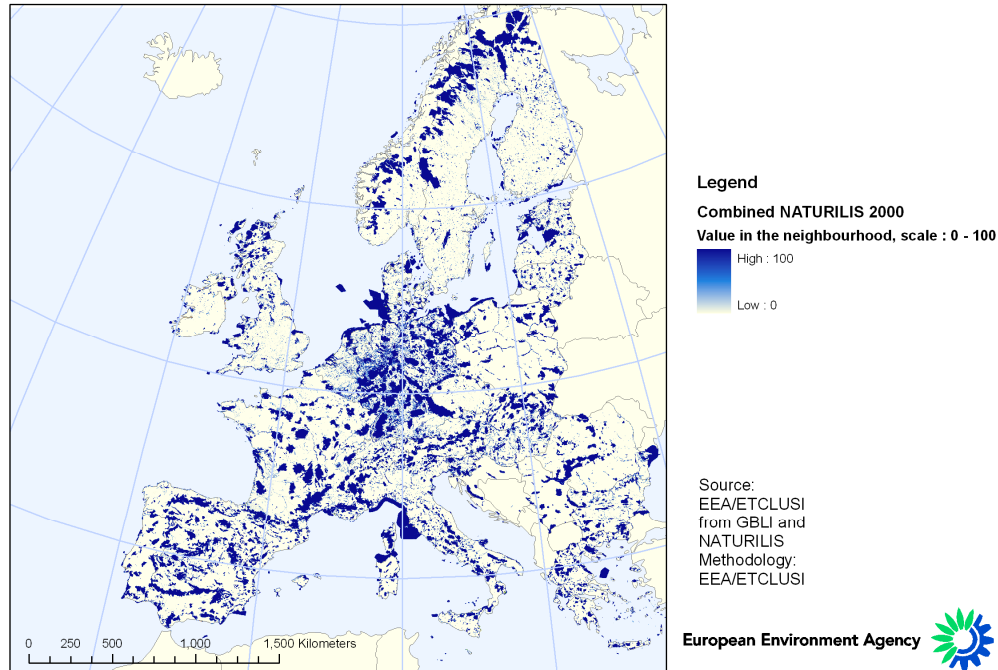 Legend
Combined NATURILIS 2000
Value in the neighbourhood, scale : 0 - 100
High : 100
Low : 0
Source:
EEA/ETCLUSI
from GBLI and
NATURILIS
Methodology:
EEA/ETCLUSI
0 250 500 1,000 1,500 Kilometers
European Environment Agency